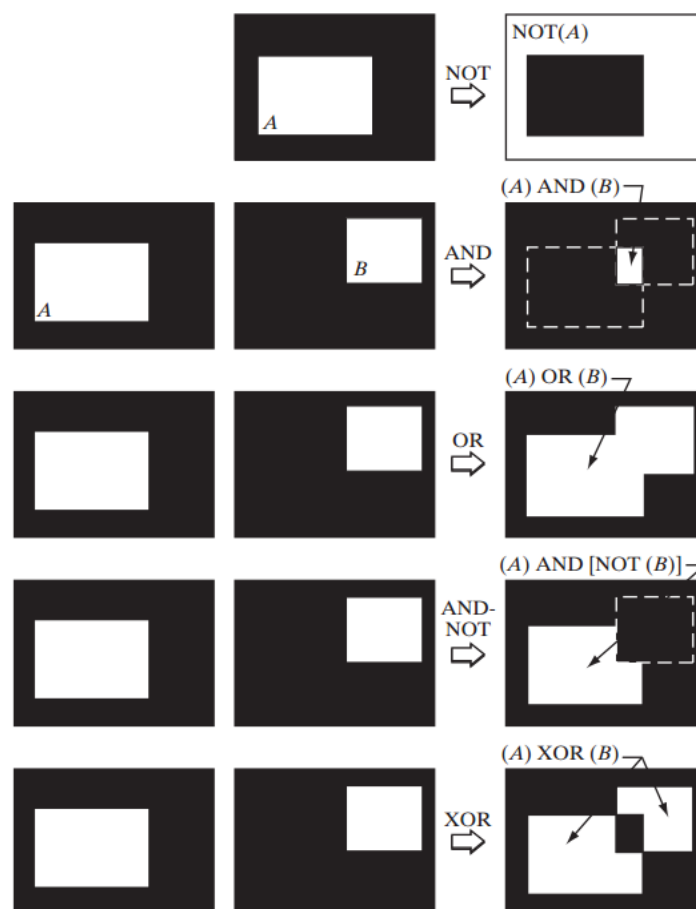 NOT(A)
NOT
A
(A) AND (B)
AND
B
A
(A) OR (B)
OR
(A) AND [NOT (B)]
AND-
NOT
(A) XOR (B)
XOR